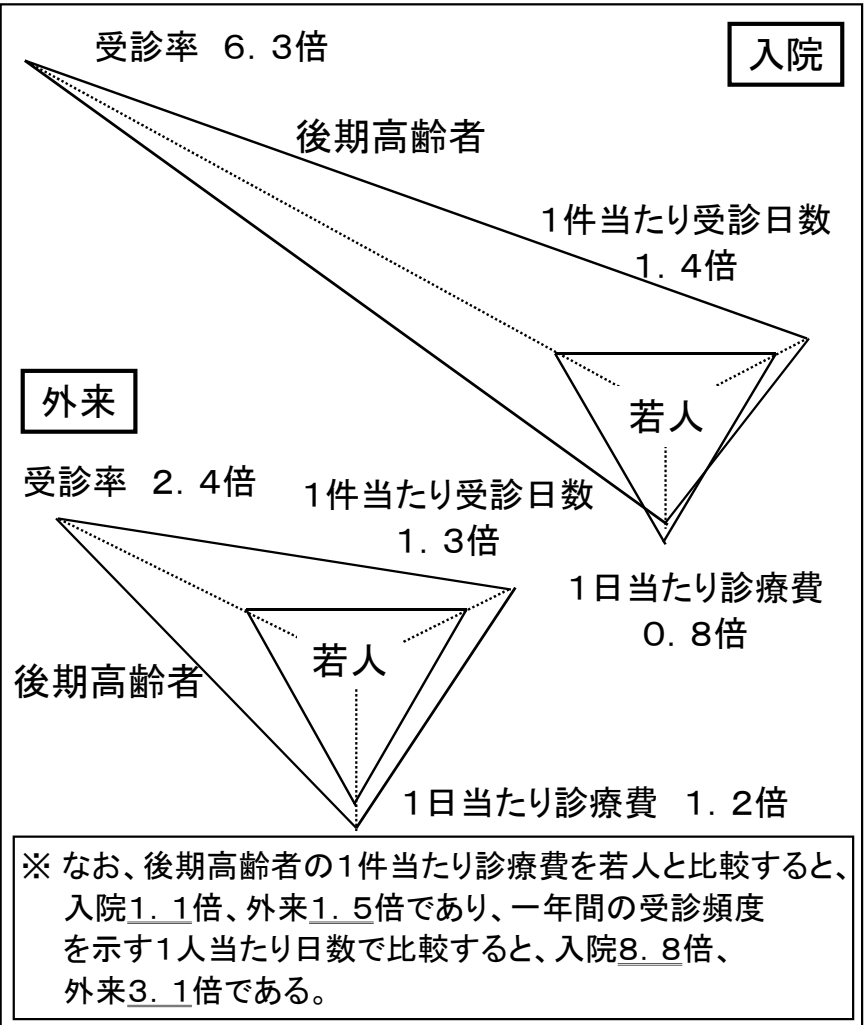 受診率 6.3倍
入院
後期高齢者
1件当たり受診日数
1.4倍
若人
1日当たり診療費
0.8倍
外来
受診率 2.4倍
1件当たり受診日数
1.3倍
若人
後期高齢者
1日当たり診療費 1.2倍
※ なお、後期高齢者の1件当たり診療費を若人と比較すると、
入院1.1倍、外来1.5倍であり、一年間の受診頻度
を示す1人当たり日数で比較すると、入院8.8倍、
外来3.1倍である。